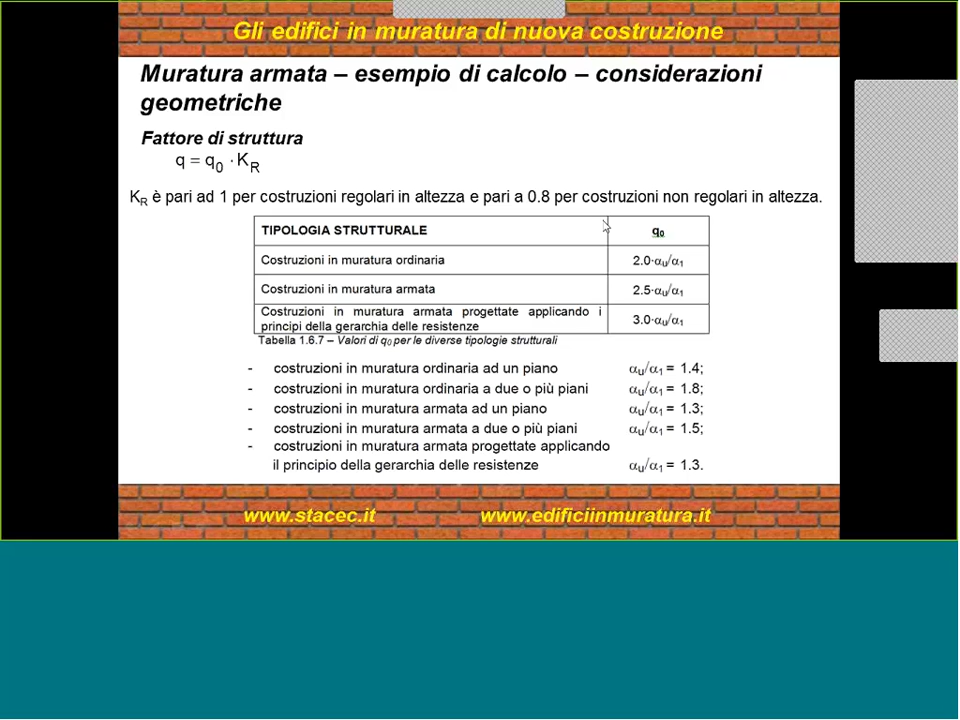 Gli edifici in muratura di nuova costruzione
Muratura armata – esempio di calcolo – considerazioni
geometriche
Fattore di struttura
q = q0 · KR
KR è pari ad 1 per costruzioni regolari in altezza e pari a 0.8 per costruzioni non regolari in altezza.
TIPOLOGIA STRUTTURALE q0
Costruzioni in muratura ordinaria 2.0·αu/α1
Costruzioni in muratura armata 2.5·αu/α1
Costruzioni in muratura armata progettate applicando i
principi della gerarchia delle resistenze 3.0·αu/α1
Tabella 1.6.7 – Valori di q0 per le diverse tipologie strutturali
- costruzioni in muratura ordinaria ad un piano αu/α1 = 1.4;
- costruzioni in muratura ordinaria a due o più piani αu/α1 = 1.8;
- costruzioni in muratura armata ad un piano αu/α1 = 1.3;
- costruzioni in muratura armata a due o più piani αu/α1 = 1.5;
- costruzioni in muratura armata progettate applicando
il principio della gerarchia delle resistenze αu/α1 = 1.3.
www.stacec.it www.edificiinmuratura.it